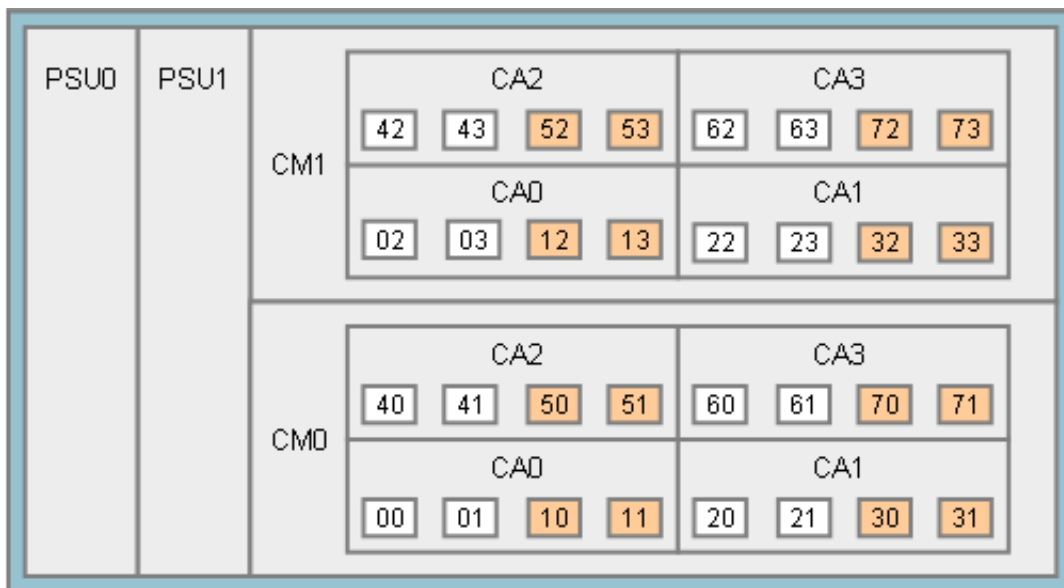 PSU0 PSU1 CA2 CA3
42 43 52 53 62 63 72 73
CM1
CA0 CA1
02 03 12 13 22 23 32 33
CA2 CA3
40 41 50 51 60 61 70 71
CM0
CA0 CA1
00 01 10 11 20 21 30 31